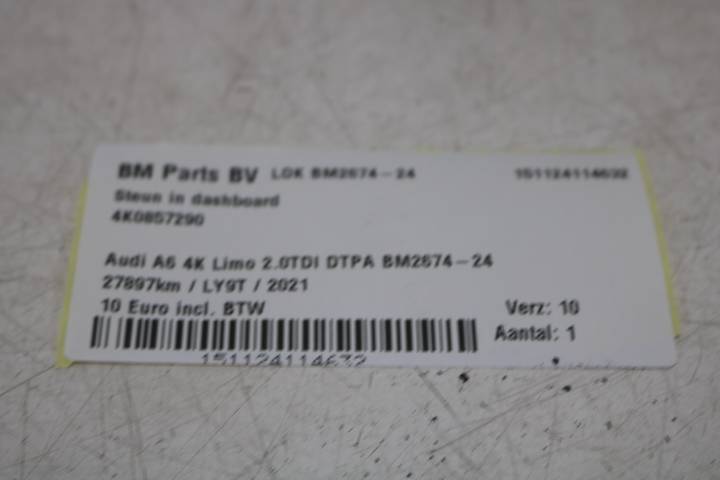 BM Parts BV LOK BM2674-24 151124114632
Steun in dashboard
4K0857290
Audi A6 4K Limo 2.0TDI DTPA BM2674-24
27897km / LY9T / 2021
10 Euro incl. BTW Verz: 10
Aantal: 1
151124114632